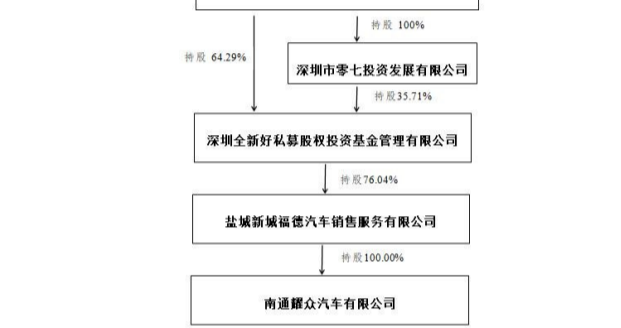 持股 100%
持股 64.29%
深圳市零七投资发展有限公司
持股35.71%
深圳全新好私募股权投资基金管理有限公司
持股76.04%
盐城新城福德汽车销售服务有限公司
持股100.00%
南通耀众汽车有限公司